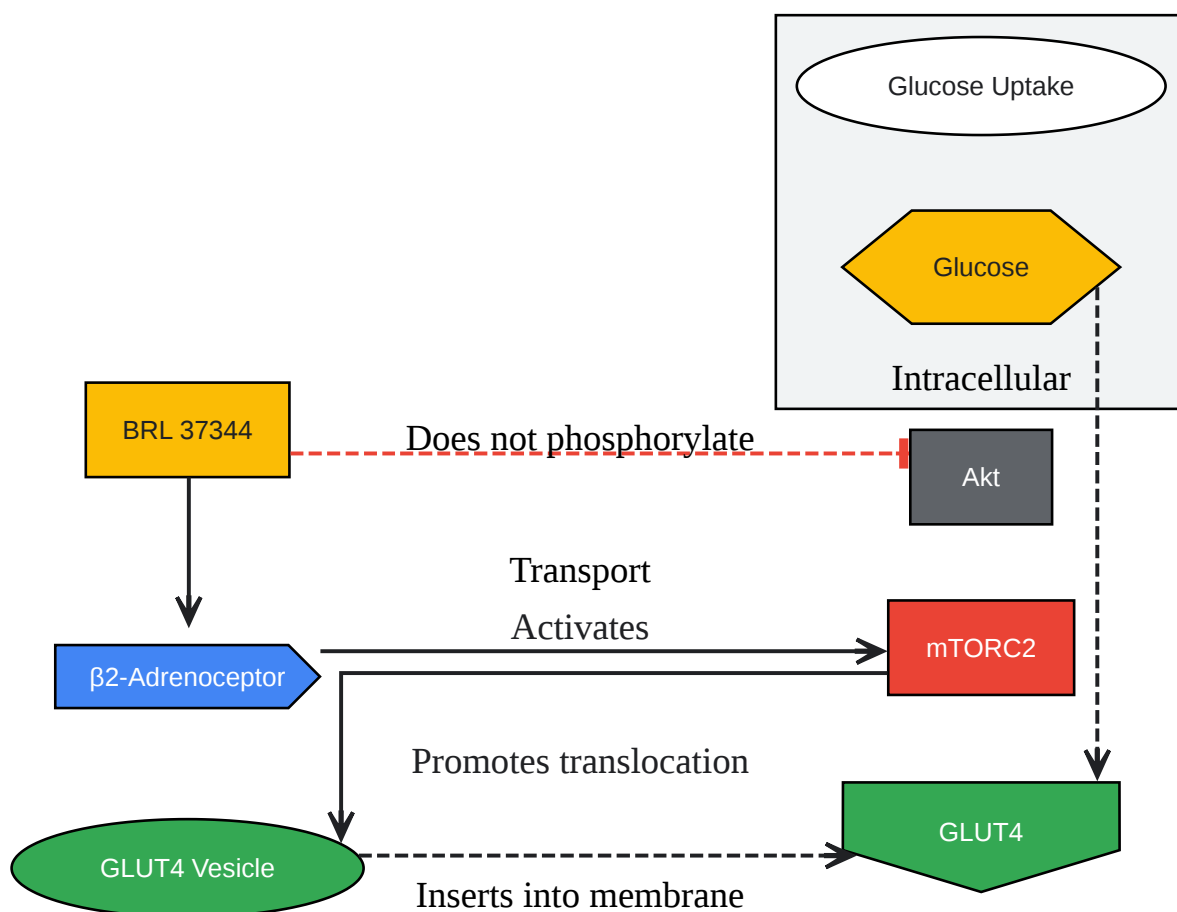 Glucose Uptake
Glucose
Intracellular
BRL 37344
Does not phosphorylate
Akt
Transport
Activates
mTORC2
β2-Adrenoceptor
Promotes translocation
GLUT4
GLUT4 Vesicle
Inserts into membrane